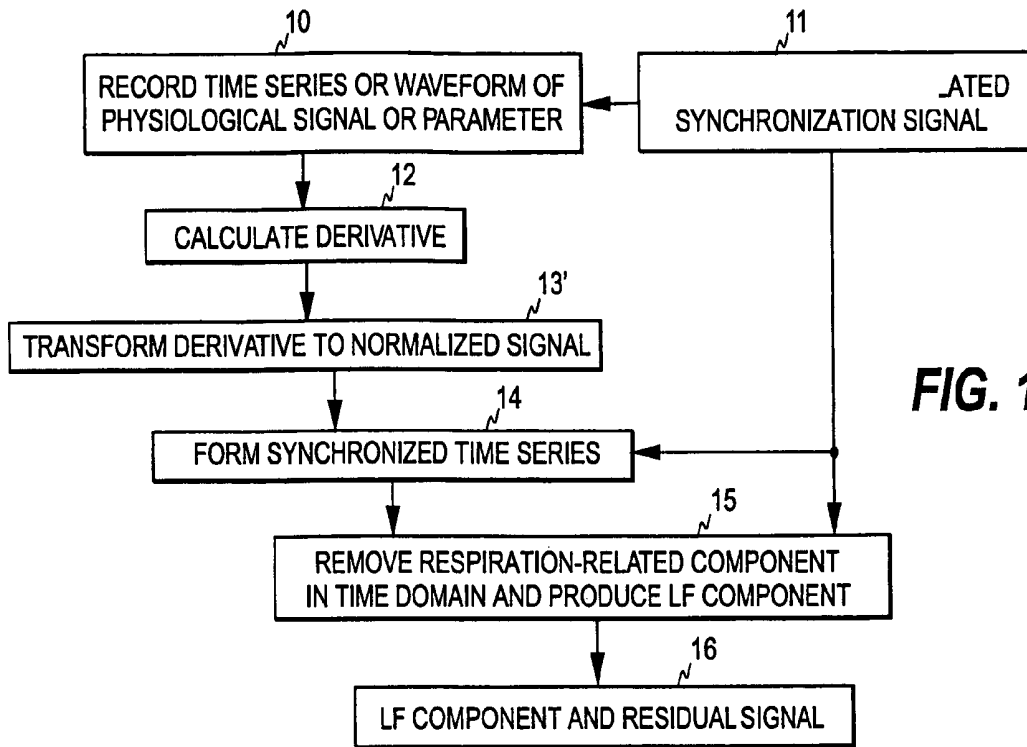 10
RECORD TIME SERIES OR WAVEFORM OF
PHYSIOLOGICAL SIGNAL OR PARAMETER
11
SYNCHRONIZATION SIGNAL
12
CALCULATE DERIVATIVE
13'
TRANSFORM DERIVATIVE TO NORMALIZED SIGNAL
14
FORM SYNCHRONIZED TIME SERIES
FIG. 1
15
REMOVE RESPIRATION-RELATED COMPONENT
IN TIME DOMAIN AND PRODUCE LF COMPONENT
16
LF COMPONENT AND RESIDUAL SIGNAL